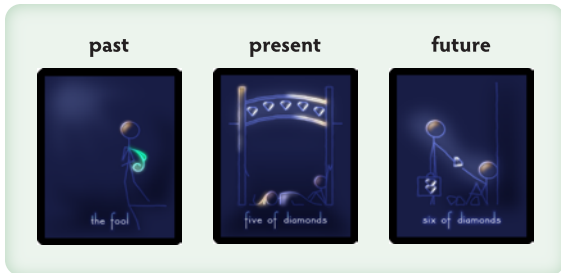 past
present
future
the fool
five of diamonds
six of diamonds